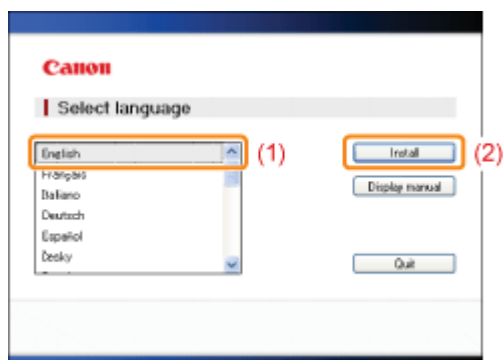 Canon
Select language
English
(1)
Install
(2)
Français
Italiano
Display manual
Deutsch
Español
Česky
Quit